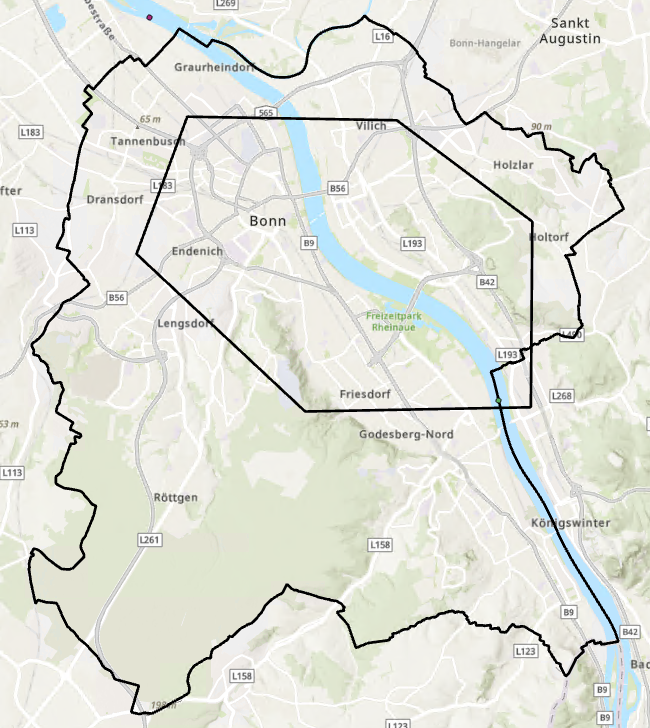 L269
Sankt
Augustin
L16
Bonn-Hangelar
Graurheindorf
565
65 m
Vilich
90 m
L183
Tannenbusch
Holzlar
L183
B56
Dransdorf
Bonn
L113
B9
L193
Holtorf
Endenich
B42
B56
Freizeitpark
Rheinaue
Lengsdorf
L490
L193
Friesdorf
L268
Godesberg-Nord
L113
Röttgen
Königswinter
L261
L158
B9
B42
L123
L158
B9
B9
L123